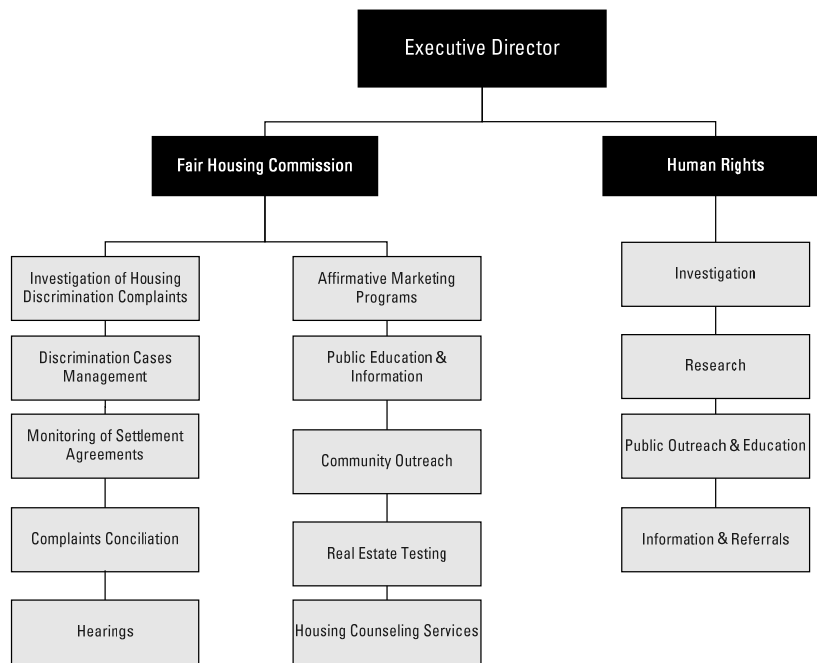 Executive Director
Fair Housing Commission
Human Rights
Investigation of Housing
Discrimination Complaints
Discrimination Cases
Management
Monitoring of Settlement
Agreements
Complaints Conciliation
Hearings
Affirmative Marketing
Programs
Public Education &
Information
Community Outreach
Real Estate Testing
Housing Counseling Services
Investigation
Research
Public Outreach & Education
Information & Referrals